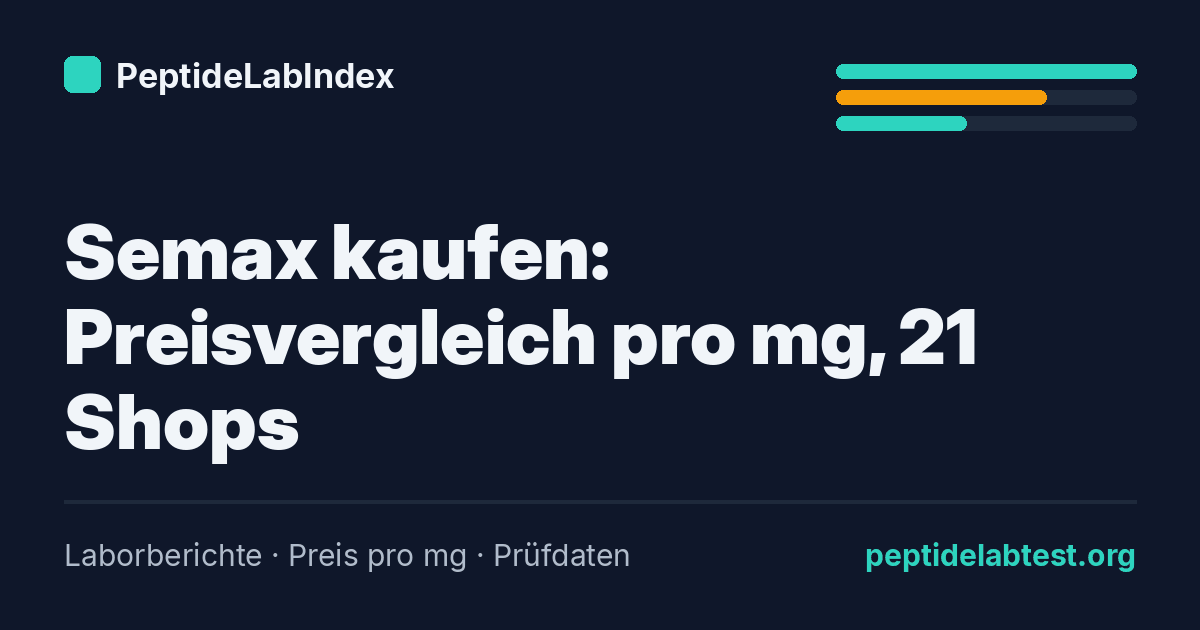 PeptideLabIndex
Semax kaufen:
Preisvergleich pro mg, 21
Shops
Laborberichte · Preis pro mg · Prüfdaten
peptidelabtest.org